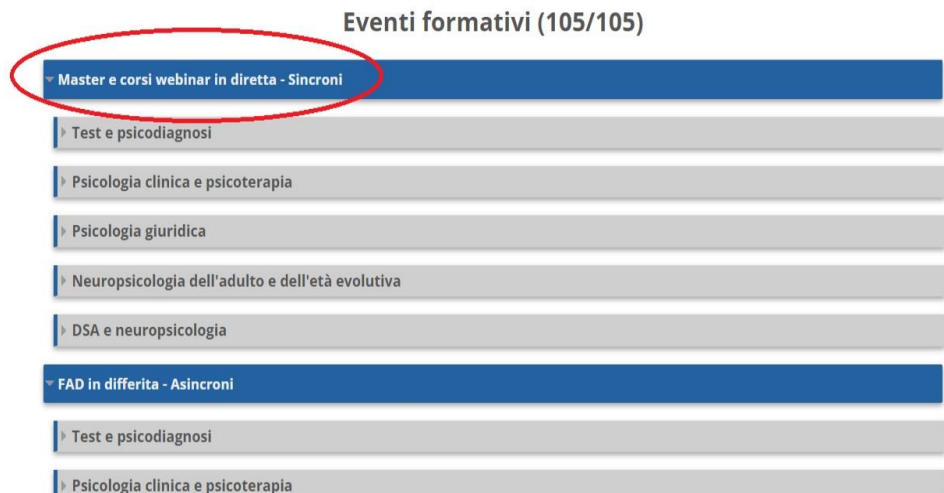 Eventi formativi (105/105)
Master e corsi webinar in diretta - Sincroni
Test e psicodiagnosi
Psicologia clinica e psicoterapia
Psicologia giuridica
Neuropsicologia dell'adulto e dell'età evolutiva
DSA e neuropsicologia
FAD in differita - Asincroni
Test e psicodiagnosi
Psicologia clinica e psicoterapia